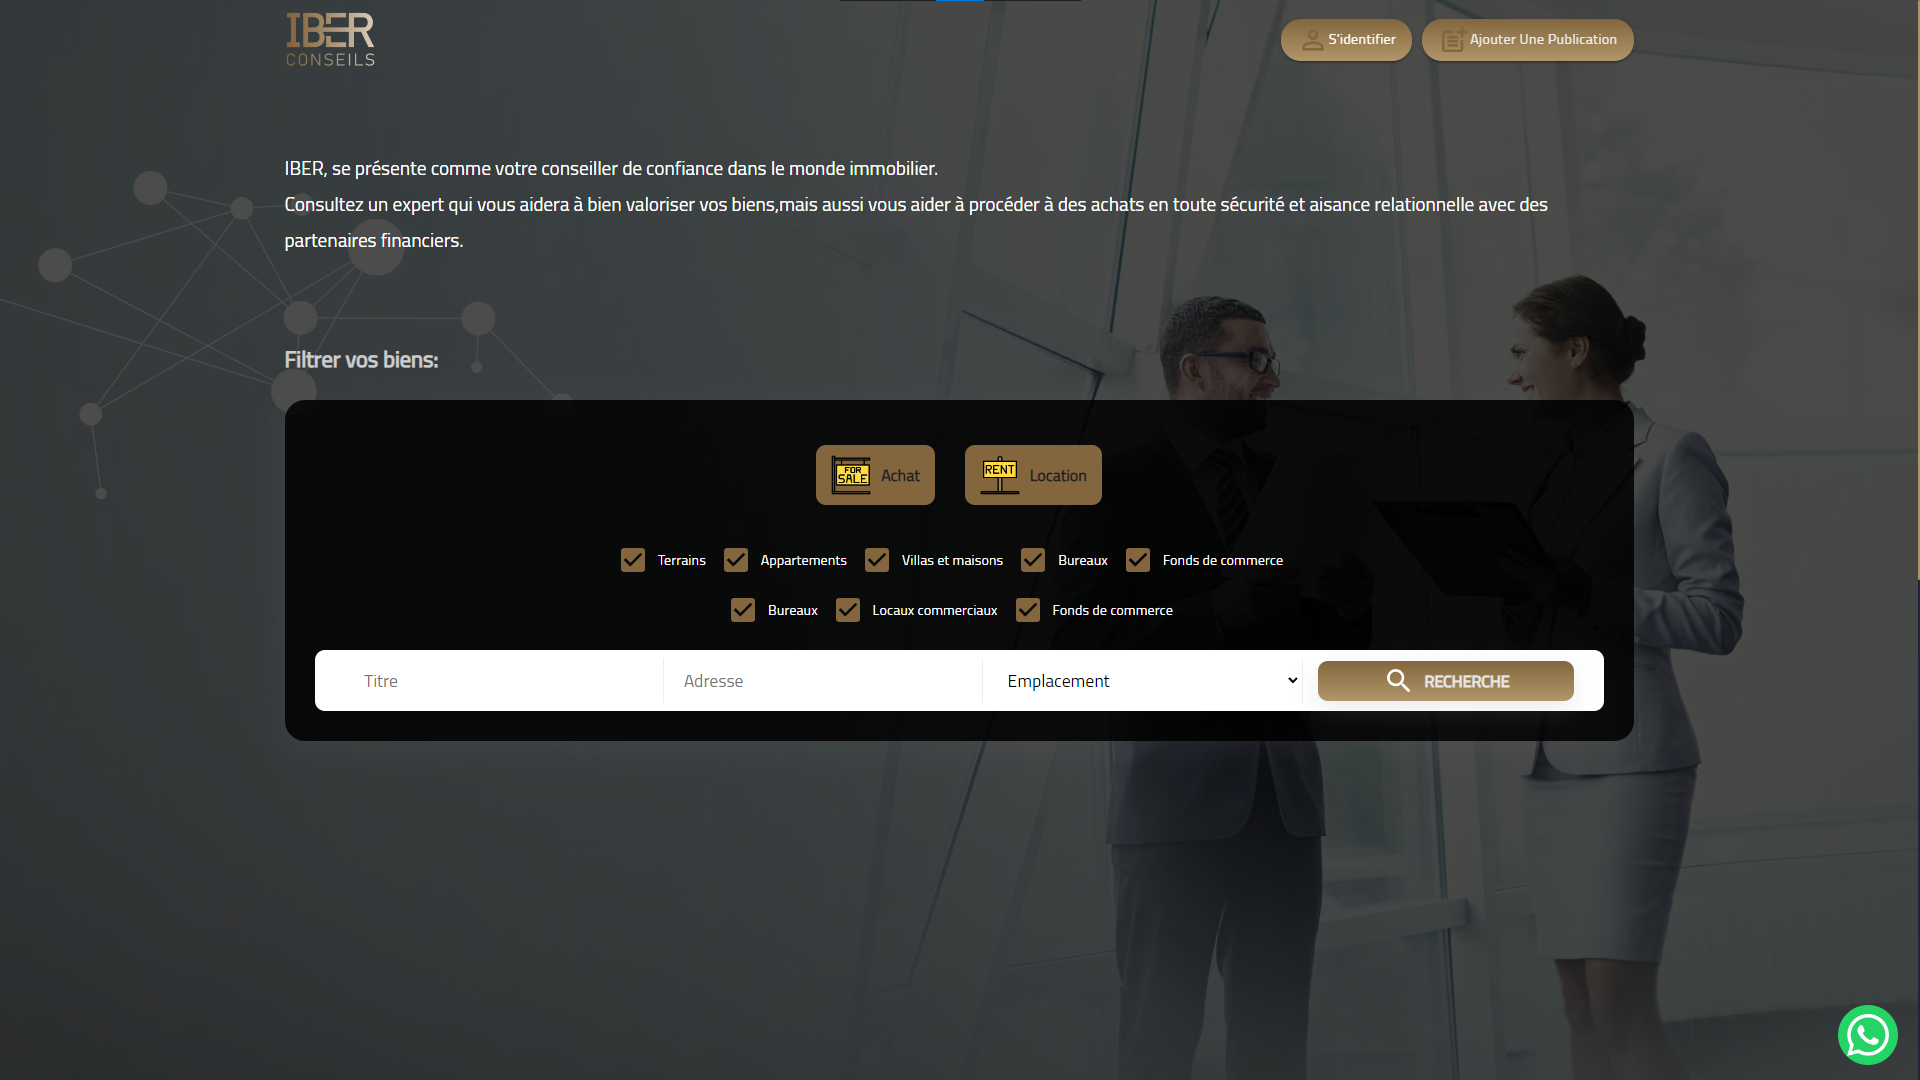 IBER
CONSEILS
S'identifier
Ajouter Une Publication
IBER, se présente comme votre conseiller de confiance dans le monde immobilier.
Consultez un expert qui vous aidera à bien valoriser vos biens,mais aussi vous aider à procéder à des achats en toute sécurité et aisance relationnelle avec des
partenaires financiers.
Filtrer vos biens:
FOR SALE Achat
RENT Location
Terrains Appartements Villas et maisons Bureaux Fonds de commerce
Bureaux Locaux commerciaux Fonds de commerce
Titre Adresse Emplacement RECHERCHE